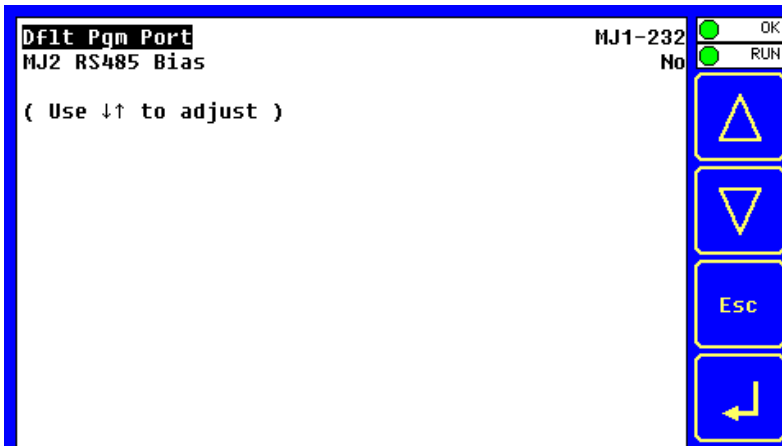 Dflt Pgm Port MJ1-232
MJ2 RS485 Bias No
( Use ↓↑ to adjust )
OK
RUN
Esc